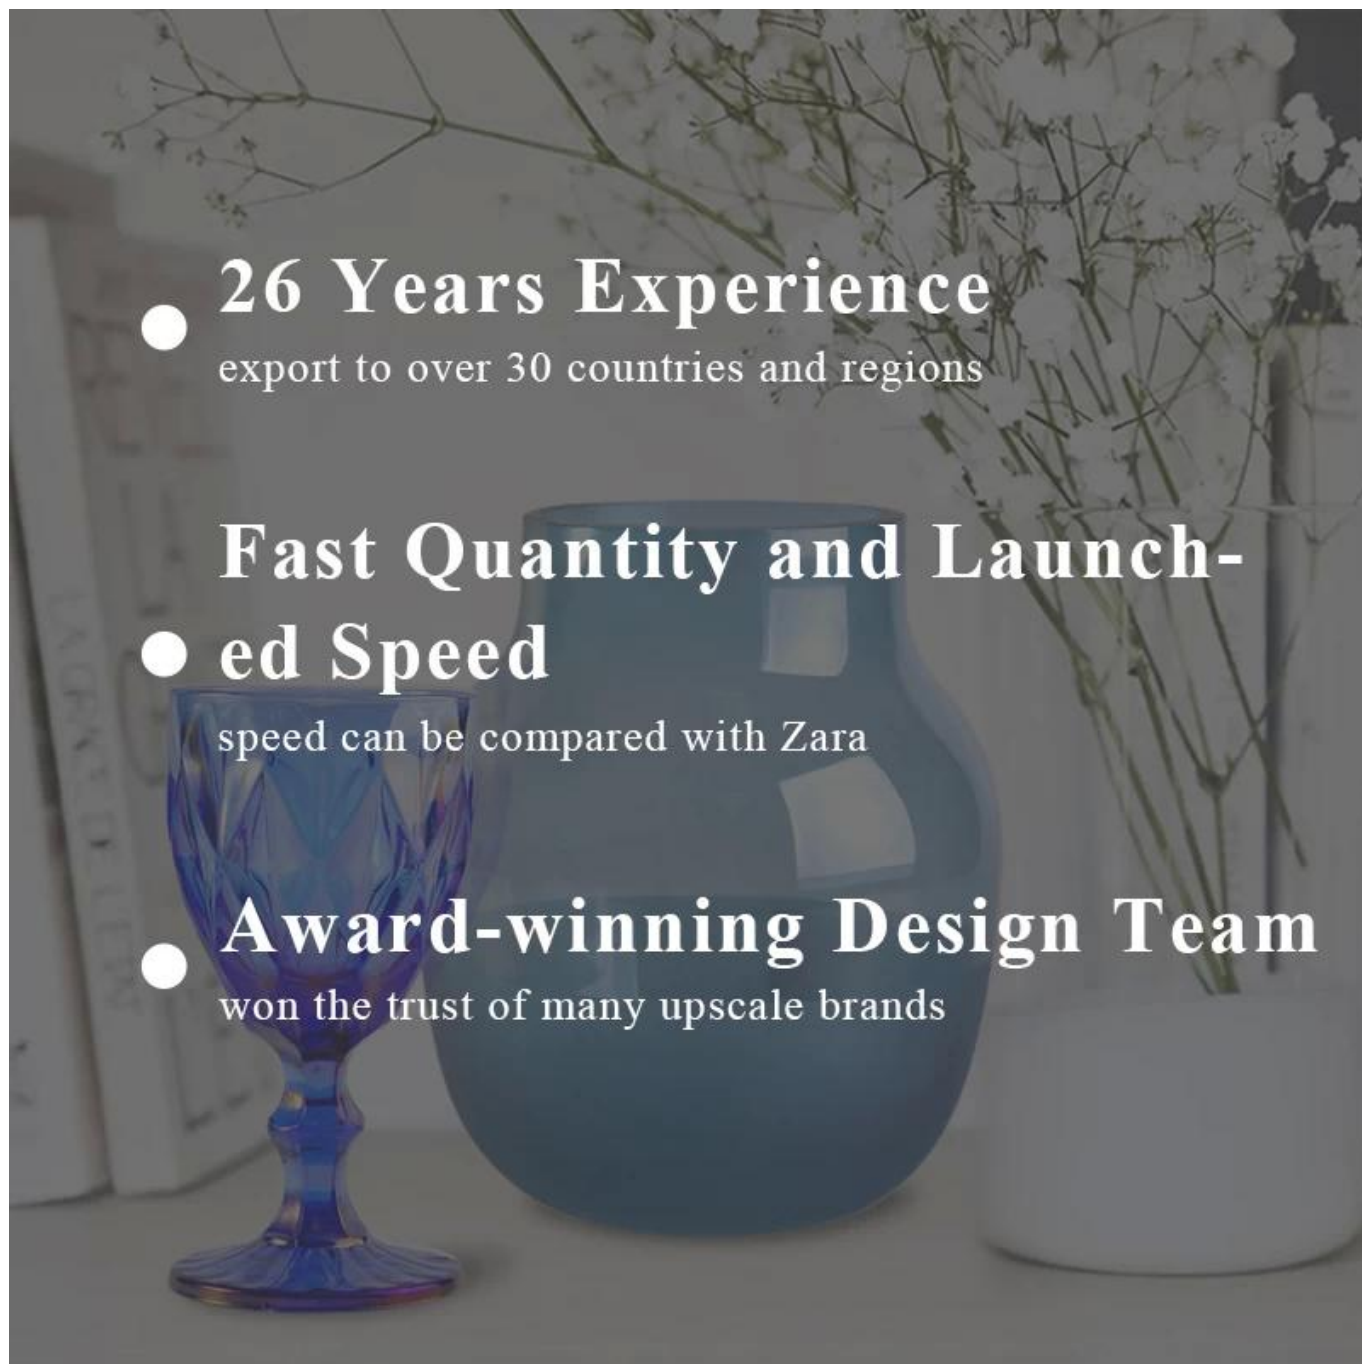 26 Years Experience
export to over 30 countries and regions
Fast Quantity and Launch-
ed Speed
speed can be compared with Zara
Award-winning Design Team
won the trust of many upscale brands